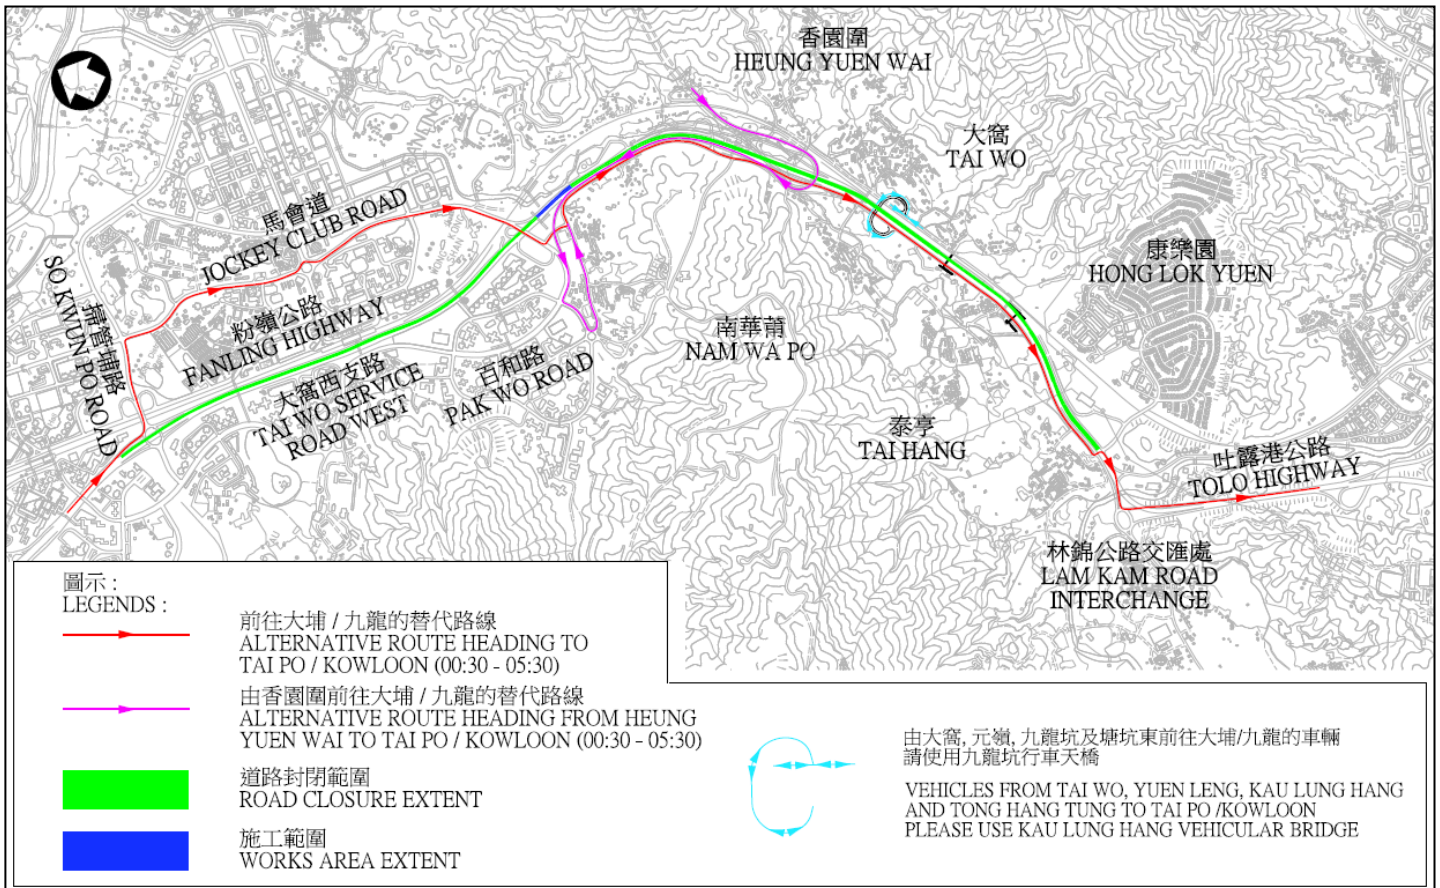 香園圍
HEUNG YUEN WAI
大窩
TAI WO
馬會道
JOCKEY CLUB ROAD
康樂園
HONG LOK YUEN
掃管埔路
SO KWUN PO ROAD
粉嶺公路
FANLING HIGHWAY
南華莆
NAM WA PO
大窩西支路
TAI WO SERVICE
ROAD WEST
百和路
PAK WO ROAD
泰亨
TAI HANG
吐露港公路
TOLO HIGHWAY
林錦公路交匯處
LAM KAM ROAD
INTERCHANGE
圖示 :
LEGENDS :
前往大埔 / 九龍的替代路線
ALTERNATIVE ROUTE HEADING TO
TAI PO / KOWLOON (00:30 - 05:30)
由香園圍前往大埔 / 九龍的替代路線
ALTERNATIVE ROUTE HEADING FROM HEUNG
YUEN WAI TO TAI PO / KOWLOON (00:30 - 05:30)
道路封閉範圍
ROAD CLOSURE EXTENT
施工範圍
WORKS AREA EXTENT
由大窩, 元嶺, 九龍坑及塘坑東前往大埔/九龍的車輛
請使用九龍坑行車天橋
VEHICLES FROM TAI WO, YUEN LENG, KAU LUNG HANG
AND TONG HANG TUNG TO TAI PO /KOWLOON
PLEASE USE KAU LUNG HANG VEHICULAR BRIDGE